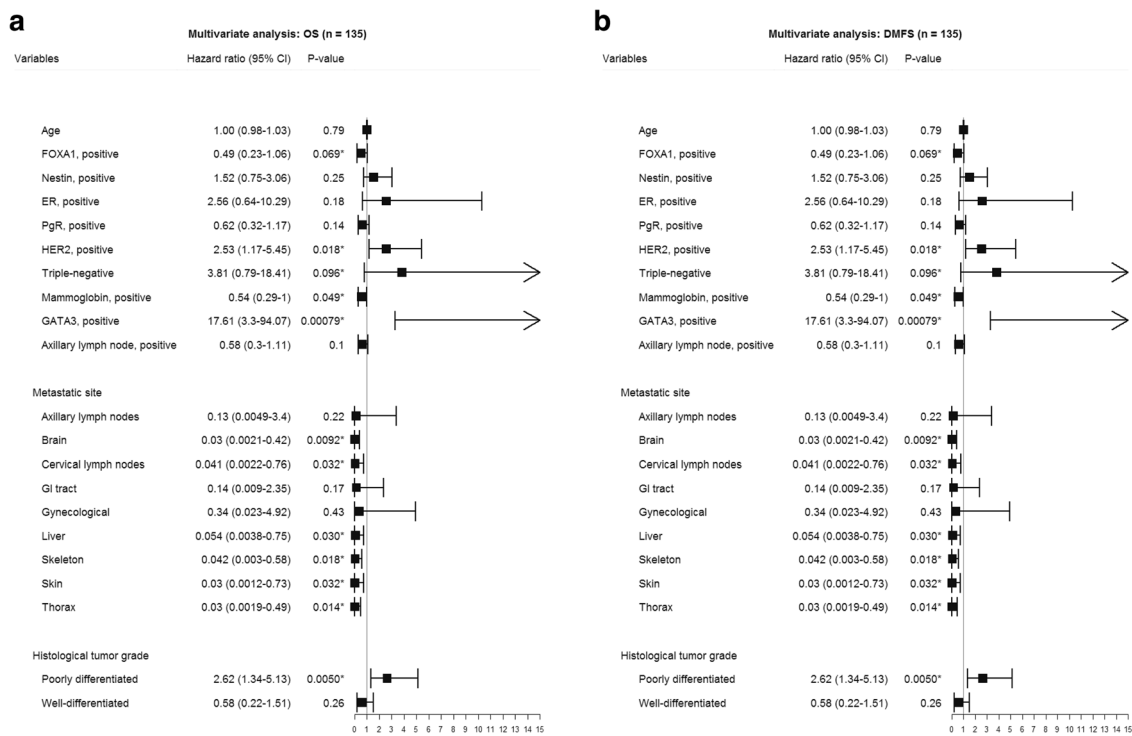 a
Multivariate analysis: OS (n = 135)
Variables Hazard ratio (95% CI) P-value
Age 1.00 (0.98-1.03) 0.79
FOXA1, positive 0.49 (0.23-1.06) 0.069*
Nestin, positive 1.52 (0.75-3.06) 0.25
ER, positive 2.56 (0.64-10.29) 0.18
PgR, positive 0.62 (0.32-1.17) 0.14
HER2, positive 2.53 (1.17-5.45) 0.018*
Triple-negative 3.81 (0.79-18.41) 0.096*
Mammoglobin, positive 0.54 (0.29-1) 0.049*
GATA3, positive 17.61 (3.3-94.07) 0.00079*
Axillary lymph node, positive 0.58 (0.3-1.11) 0.1
Metastatic site
Axillary lymph nodes 0.13 (0.0049-3.4) 0.22
Brain 0.03 (0.0021-0.42) 0.0092*
Cervical lymph nodes 0.041 (0.0022-0.76) 0.032*
GI tract 0.14 (0.009-2.35) 0.17
Gynecological 0.34 (0.023-4.92) 0.43
Liver 0.054 (0.0038-0.75) 0.030*
Skeleton 0.042 (0.003-0.58) 0.018*
Skin 0.03 (0.0012-0.73) 0.032*
Thorax 0.03 (0.0019-0.49) 0.014*
Histological tumor grade
Poorly differentiated 2.62 (1.34-5.13) 0.0050*
Well-differentiated 0.58 (0.22-1.51) 0.26
0 1 2 3 4 5 6 7 8 9 10 11 12 13 14 15
b
Multivariate analysis: DMFS (n = 135)
Variables Hazard ratio (95% CI) P-value
Age 1.00 (0.98-1.03) 0.79
FOXA1, positive 0.49 (0.23-1.06) 0.069*
Nestin, positive 1.52 (0.75-3.06) 0.25
ER, positive 2.56 (0.64-10.29) 0.18
PgR, positive 0.62 (0.32-1.17) 0.14
HER2, positive 2.53 (1.17-5.45) 0.018*
Triple-negative 3.81 (0.79-18.41) 0.096*
Mammoglobin, positive 0.54 (0.29-1) 0.049*
GATA3, positive 17.61 (3.3-94.07) 0.00079*
Axillary lymph node, positive 0.58 (0.3-1.11) 0.1
Metastatic site
Axillary lymph nodes 0.13 (0.0049-3.4) 0.22
Brain 0.03 (0.0021-0.42) 0.0092*
Cervical lymph nodes 0.041 (0.0022-0.76) 0.032*
GI tract 0.14 (0.009-2.35) 0.17
Gynecological 0.34 (0.023-4.92) 0.43
Liver 0.054 (0.0038-0.75) 0.030*
Skeleton 0.042 (0.003-0.58) 0.018*
Skin 0.03 (0.0012-0.73) 0.032*
Thorax 0.03 (0.0019-0.49) 0.014*
Histological tumor grade
Poorly differentiated 2.62 (1.34-5.13) 0.0050*
Well-differentiated 0.58 (0.22-1.51) 0.26
0 1 2 3 4 5 6 7 8 9 10 11 12 13 14 15